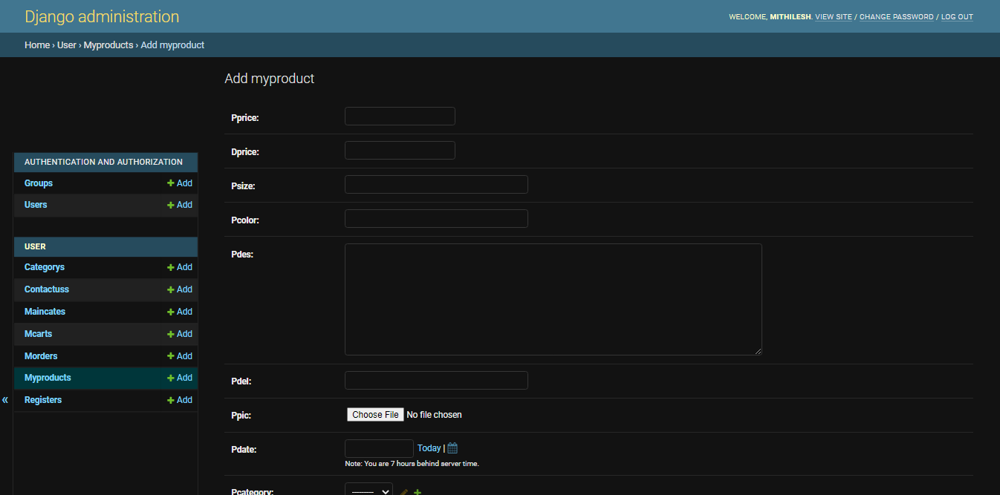 Django administration
WELCOME, MITHILESH. VIEW SITE / CHANGE PASSWORD / LOG OUT
Home › User › Myproducts › Add myproduct
Add myproduct
AUTHENTICATION AND AUTHORIZATION
Groups + Add
Users + Add
USER
Categorys + Add
Contactuss + Add
Maincates + Add
Mcarts + Add
Morders + Add
Myproducts + Add
Registers + Add
«
Pprice:
Dprice:
Psize:
Pcolor:
Pdes:
Pdel:
Ppic: Choose File No file chosen
Pdate: Today |
Note: You are 7 hours behind server time.
Pcategory: ---------